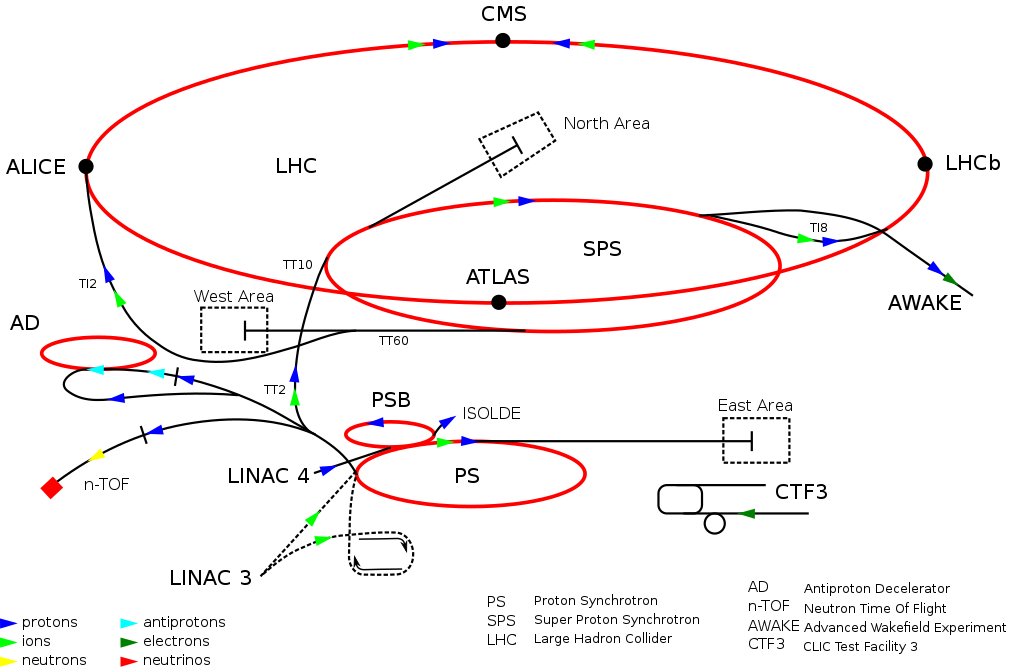 CMS
North Area
ALICE
LHC
LHCb
SPS
TI8
TT10
ATLAS
TI2
West Area
AWAKE
AD
TT60
TT2
PSB
ISOLDE
East Area
LINAC 4
PS
n-TOF
CTF3
LINAC 3
protons
ions
neutrons
antiprotons
electrons
neutrinos
PS Proton Synchrotron
SPS Super Proton Synchrotron
LHC Large Hadron Collider
AD Antiproton Decelerator
n-TOF Neutron Time Of Flight
AWAKE Advanced Wakefield Experiment
CTF3 CLIC Test Facility 3